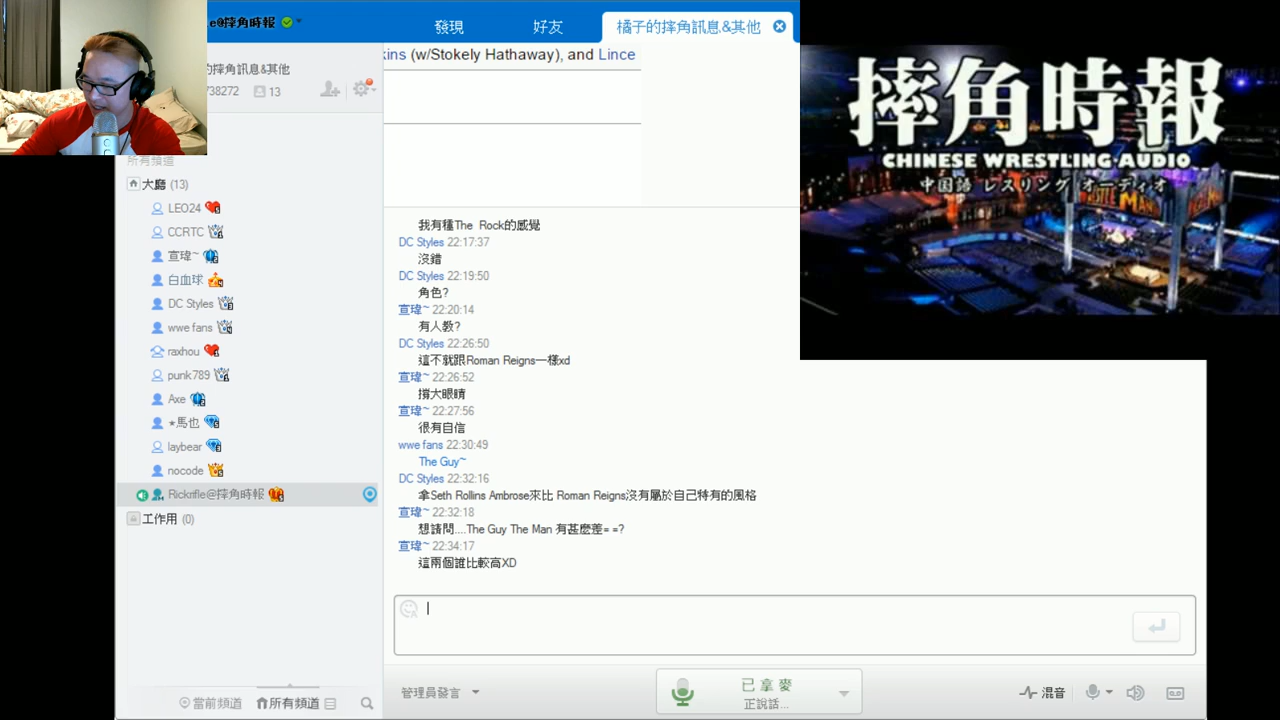 le@摔角時報
發現
好友
橘子的摔角訊息&其他
kins (w/Stokely Hathaway), and Lince
的摔角訊息&其他
738272
13
所有頻道
大廳 (13)
LEO24
CCRTC
宣瑋~
白血球
DC Styles
wwe fans
raxhou
punk789
Axe
★馬也
laybear
nocode
Rickrifle@摔角時報
工作用 (0)
當前頻道
所有頻道
我有種The Rock的感覺
DC Styles 22:17:37
沒錯
DC Styles 22:19:50
角色?
宣瑋~ 22:20:14
有人教?
DC Styles 22:26:50
這不就跟Roman Reigns一樣xd
宣瑋~ 22:26:52
撐大眼睛
宣瑋~ 22:27:56
很有自信
wwe fans 22:30:49
The Guy~
DC Styles 22:32:16
拿Seth Rollins Ambrose來比 Roman Reigns沒有屬於自己特有的風格
宣瑋~ 22:32:18
想請問....The Guy The Man 有甚麼差= =?
宣瑋~ 22:34:17
這兩個誰比較高XD
管理員發言
已拿麥
正說話...
混音
摔角時報
CHINESE WRESTLING AUDIO
中国語 レスリング オーディオ
WRESTLE MANIA